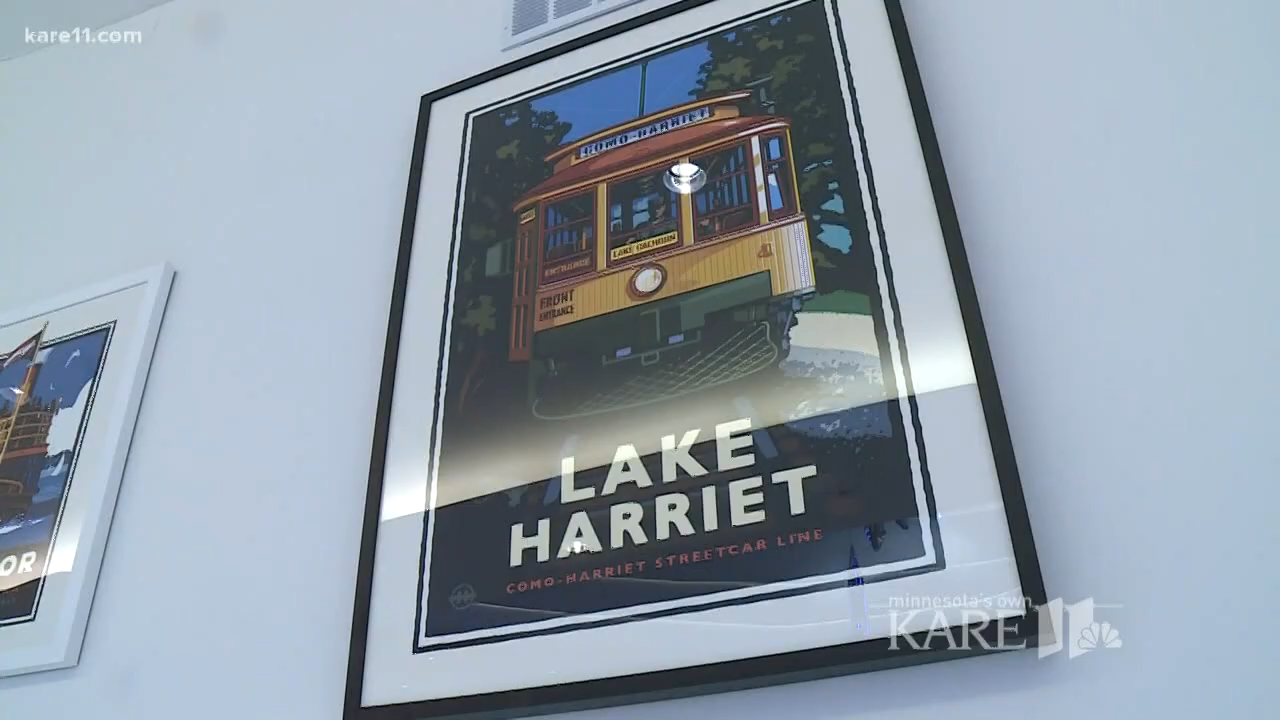 kare11.com
COMO-HARRIET
LAKE CALHOUN
ENTRANCE
FRONT
ENTRANCE
LAKE
HARRIET
COMO-HARRIET STREETCAR LINE
OR
minnesota's own
KARE 11